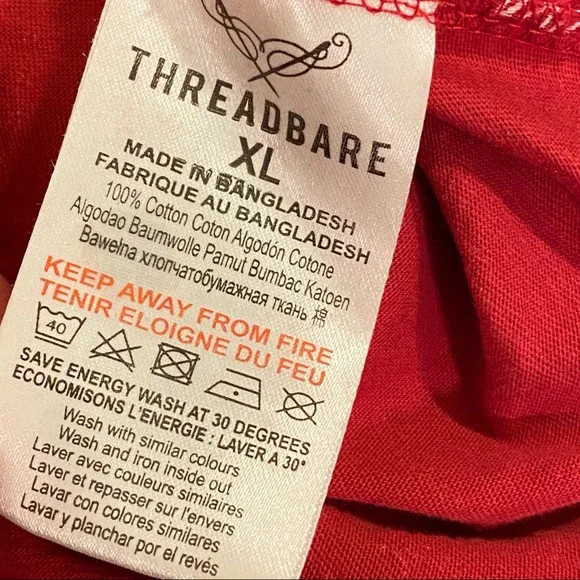 THREADBARE
XL
MADE IN BANGLADESH
FABRIQUE AU BANGLADESH
100% Cotton Coton Algodón Cotone
Algodao Baumwolle Pamut Bumbac Katoen
Bawełna хлопчатобумажная ткань 棉
KEEP AWAY FROM FIRE
TENIR ELOIGNE DU FEU
40
SAVE ENERGY WASH AT 30 DEGREES
ECONOMISONS L'ENERGIE : LAVER A 30°
Wash with similar colours
Wash and iron inside out
Laver avec couleurs similaires
Laver et repasser sur l'envers
Lavar con colores similares
Lavar y planchar por el revés